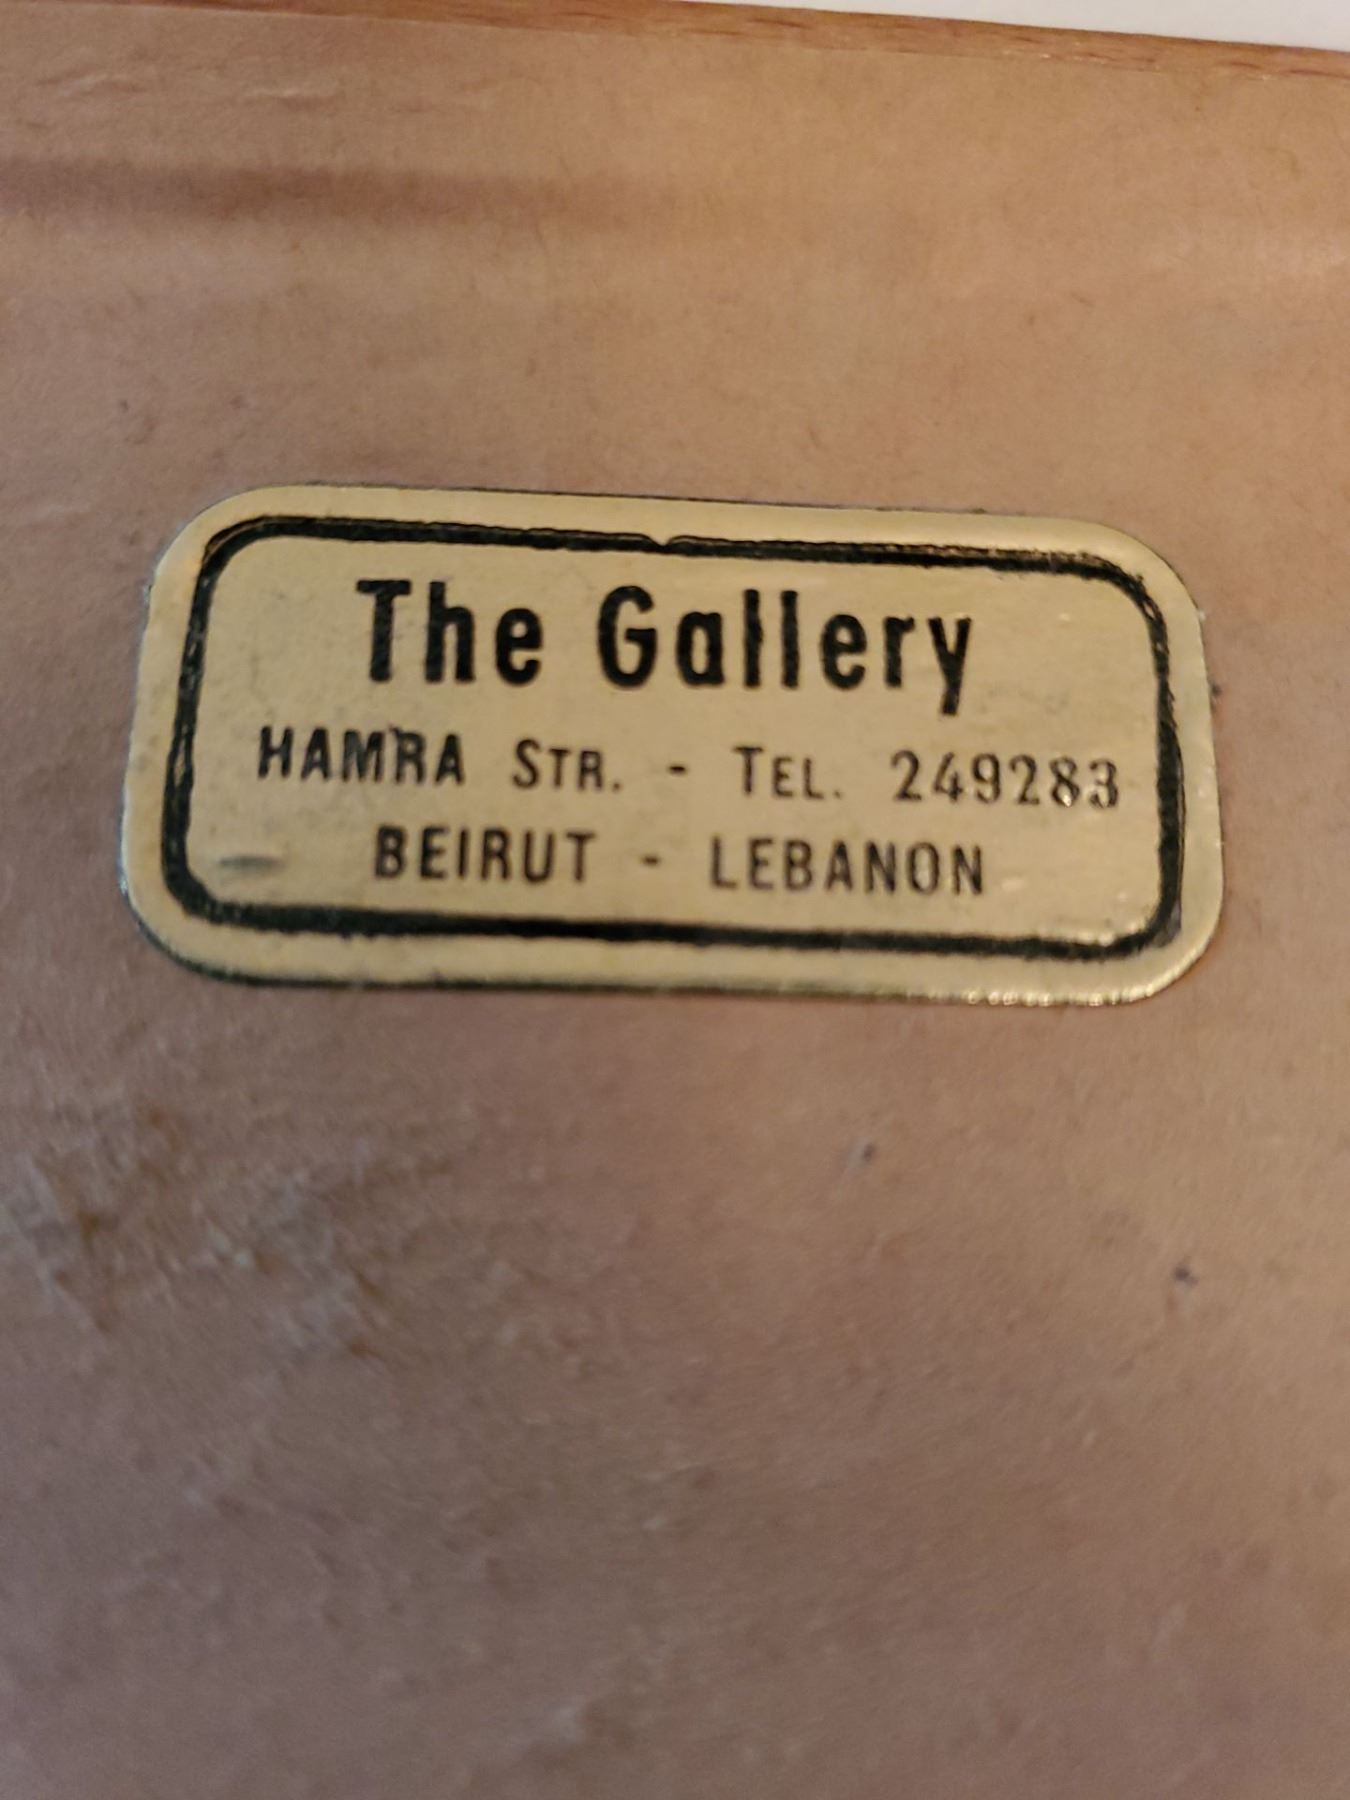 The Gallery
HAMRA STR. - TEL. 249283
BEIRUT - LEBANON